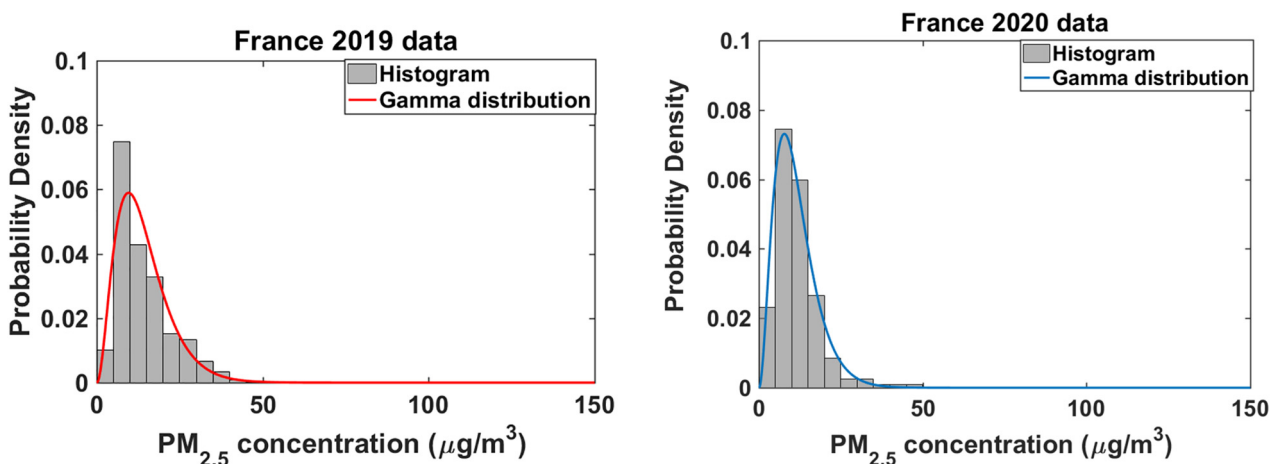 France 2019 data
Histogram
Gamma distribution
0.1
0.08
0.06
0.04
0.02
0
Probability Density
0
50
100
150
PM2.5 concentration (μg/m3)
France 2020 data
Histogram
Gamma distribution
0.1
0.08
0.06
0.04
0.02
0
Probability Density
0
50
100
150
PM2.5 concentration (μg/m3)